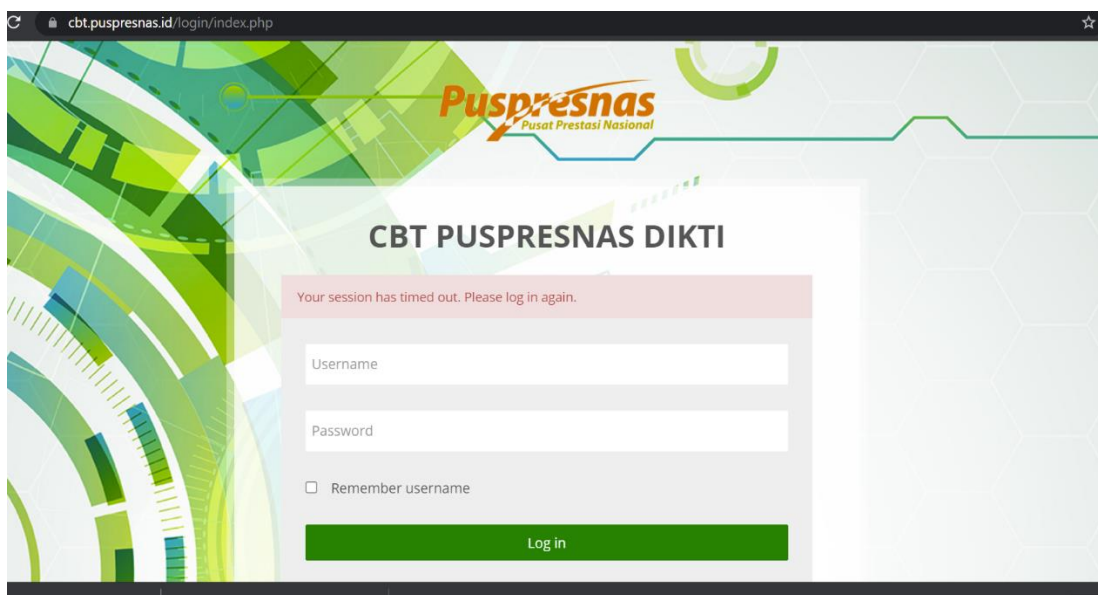 cbt.puspresnas.id/login/index.php
Puspresnas
Pusat Prestasi Nasional
CBT PUSPRESNAS DIKTI
Your session has timed out. Please log in again.
Username
Password
Remember username
Log in